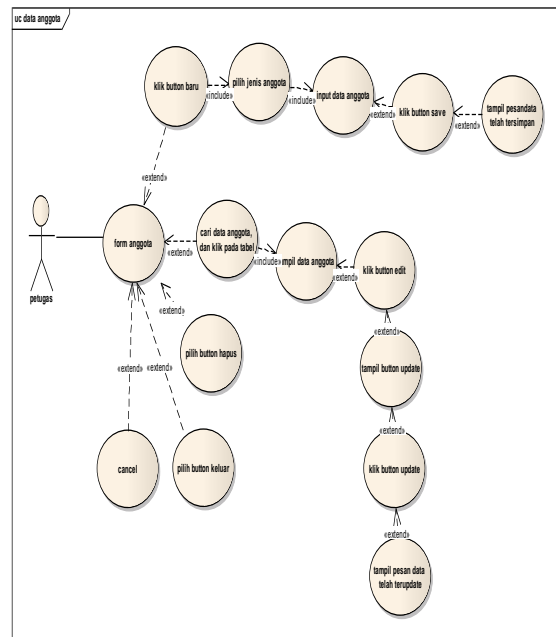 uc data anggota
klik button baru
«include»
pilih jenis anggota
«include»
input data anggota
«extend»
klik button save
«extend»
tampil pesandata
telah tersimpan
«extend»
petugas
form anggota
«extend»
cari data anggota,
dan klik pada tabel
«include»
mpil data anggota
«extend»
klik button edit
«extend»
pilih button hapus
«extend»
tampil button update
«extend»
«extend»
«extend»
cancel
pilih button keluar
klik button update
«extend»
tampil pesan data
telah terupdate